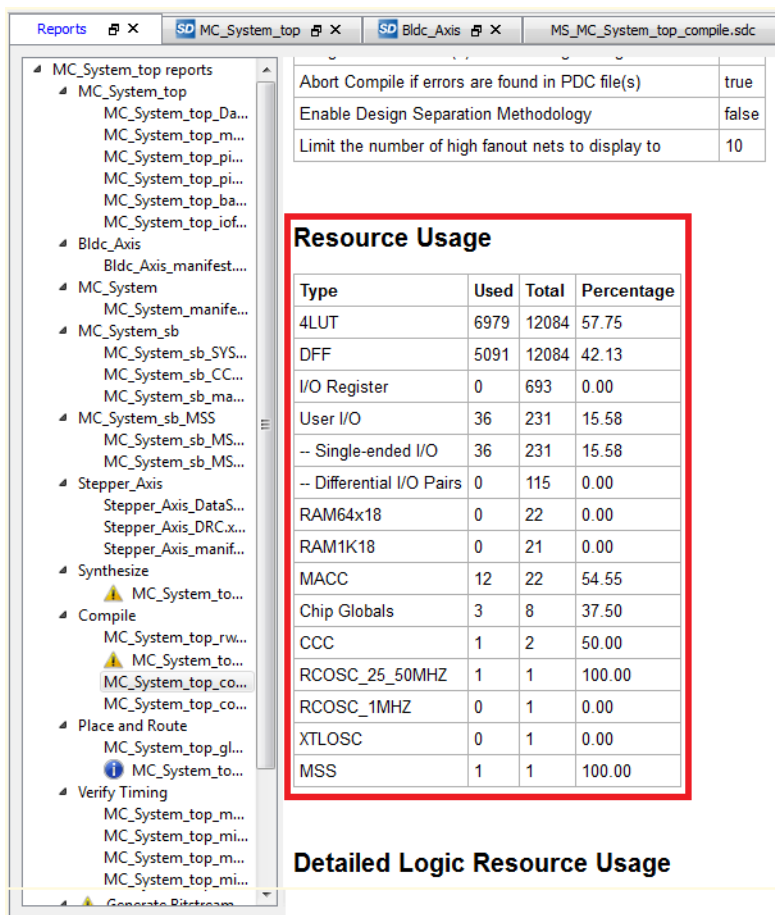 Reports
MC_System_top
Bldc_Axis
MS_MC_System_top_compile.sdc
MC_System_top reports
MC_System_top
MC_System_top_Da...
MC_System_top_m...
MC_System_top_pi...
MC_System_top_pi...
MC_System_top_ba...
MC_System_top_iof...
Bldc_Axis
Bldc_Axis_manifest....
MC_System
MC_System_manife...
MC_System_sb
MC_System_sb_SYS...
MC_System_sb_CC...
MC_System_sb_ma...
MC_System_sb_MSS
MC_System_sb_MS...
MC_System_sb_MS...
Stepper_Axis
Stepper_Axis_DataS...
Stepper_Axis_DRC.x...
Stepper_Axis_manif...
Synthesize
MC_System_to...
Compile
MC_System_top_rw...
MC_System_to...
MC_System_top_co...
MC_System_top_co...
Place and Route
MC_System_top_gl...
MC_System_to...
Verify Timing
MC_System_top_m...
MC_System_top_mi...
MC_System_top_m...
MC_System_top_mi...
Generate Bitstream
Abort Compile if errors are found in PDC file(s) true
Enable Design Separation Methodology false
Limit the number of high fanout nets to display to 10
Resource Usage
Type Used Total Percentage
4LUT 6979 12084 57.75
DFF 5091 12084 42.13
I/O Register 0 693 0.00
User I/O 36 231 15.58
-- Single-ended I/O 36 231 15.58
-- Differential I/O Pairs 0 115 0.00
RAM64x18 0 22 0.00
RAM1K18 0 21 0.00
MACC 12 22 54.55
Chip Globals 3 8 37.50
CCC 1 2 50.00
RCOSC_25_50MHZ 1 1 100.00
RCOSC_1MHZ 0 1 0.00
XTLOSC 0 1 0.00
MSS 1 1 100.00
Detailed Logic Resource Usage